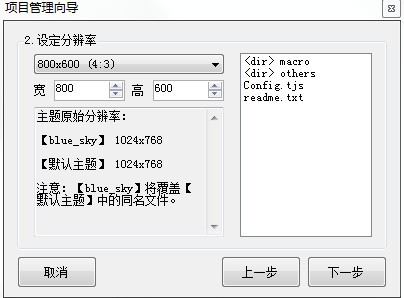 项目管理向导
2.设定分辨率
800x600 (4:3)
宽 800 高 600
主题原始分辨率：
【blue_sky】 1024x768
【默认主题】 1024x768
注意：【blue_sky】将覆盖【
默认主题】中的同名文件。
<dir> macro
<dir> others
Config.tjs
readme.txt
取消 上一步 下一步